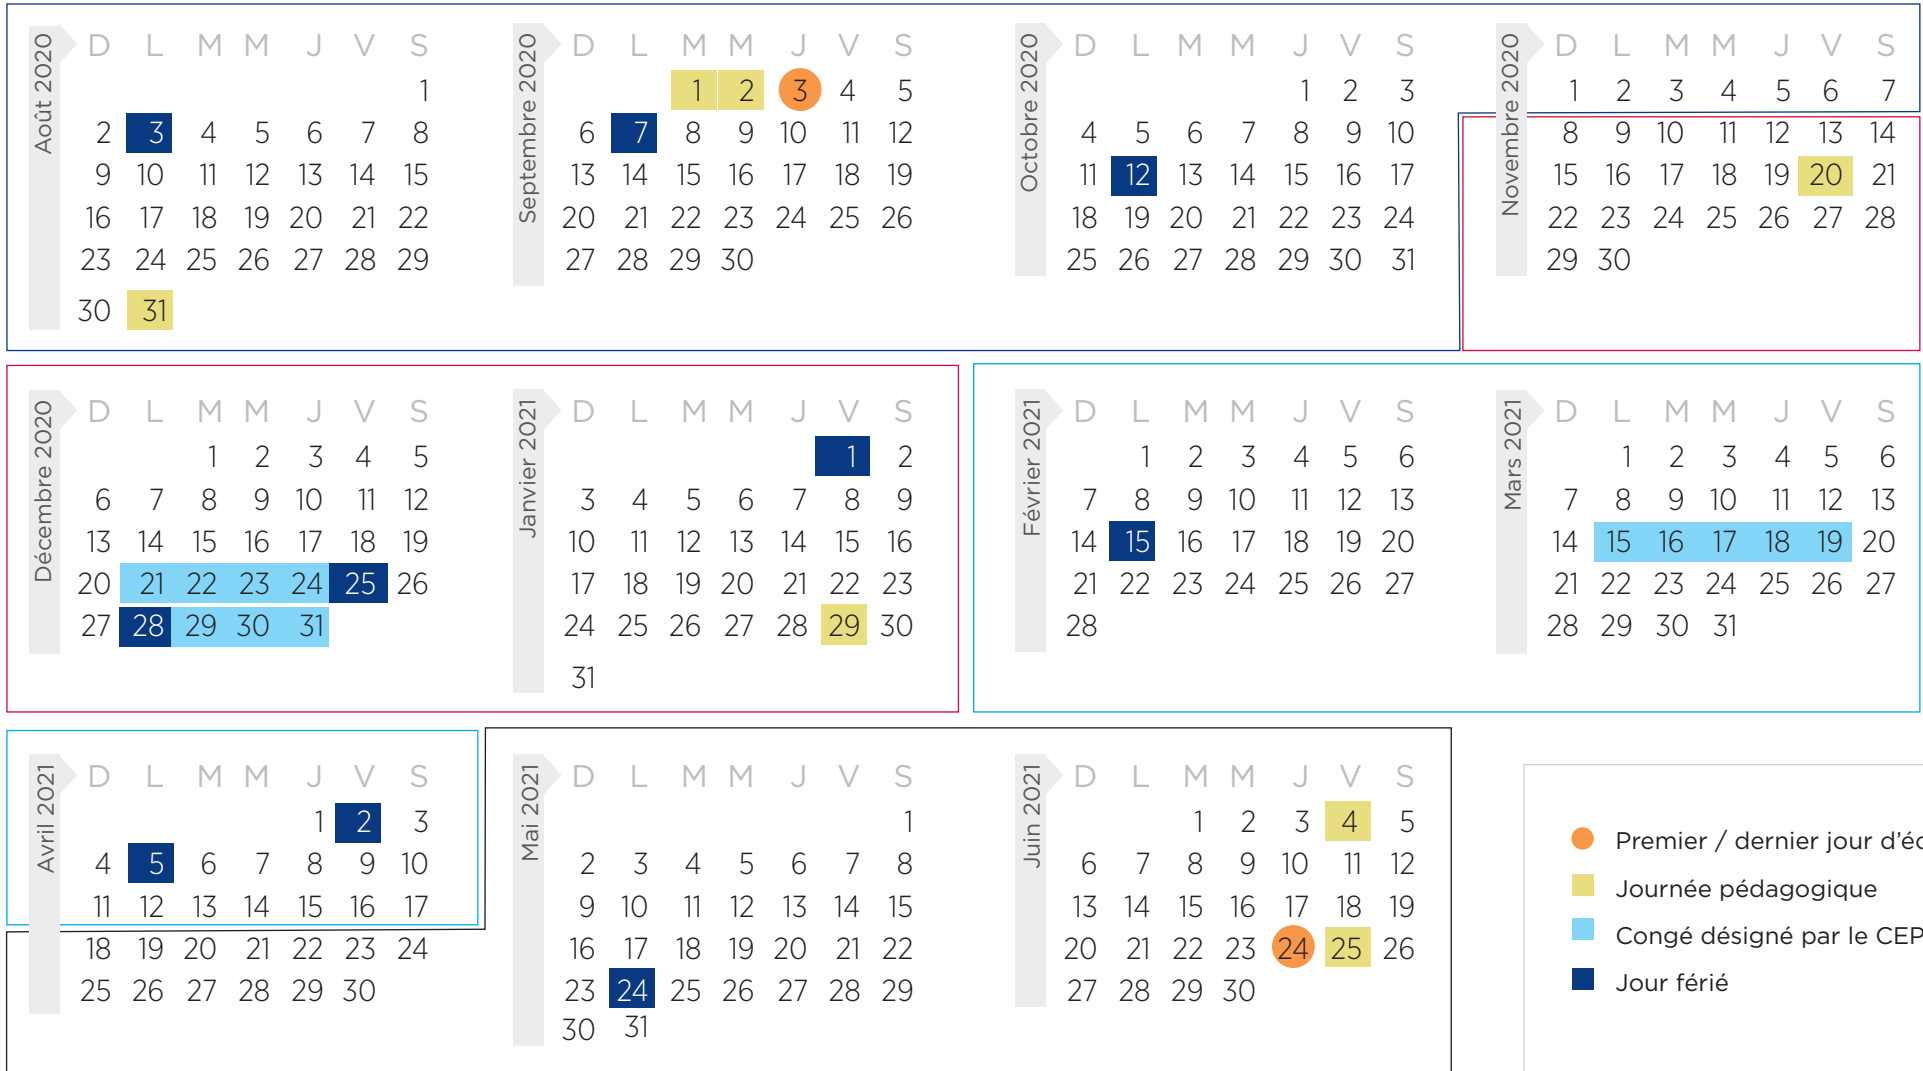 Août 2020
D L M M J V S
1
2 3 4 5 6 7 8
9 10 11 12 13 14 15
16 17 18 19 20 21 22
23 24 25 26 27 28 29
30 31
Septembre 2020
D L M M J V S
1 2 3 4 5
6 7 8 9 10 11 12
13 14 15 16 17 18 19
20 21 22 23 24 25 26
27 28 29 30
Octobre 2020
D L M M J V S
1 2 3
4 5 6 7 8 9 10
11 12 13 14 15 16 17
18 19 20 21 22 23 24
25 26 27 28 29 30 31
Novembre 2020
D L M M J V S
1 2 3 4 5 6 7
8 9 10 11 12 13 14
15 16 17 18 19 20 21
22 23 24 25 26 27 28
29 30
Décembre 2020
D L M M J V S
1 2 3 4 5
6 7 8 9 10 11 12
13 14 15 16 17 18 19
20 21 22 23 24 25 26
27 28 29 30 31
Janvier 2021
D L M M J V S
1 2
3 4 5 6 7 8 9
10 11 12 13 14 15 16
17 18 19 20 21 22 23
24 25 26 27 28 29 30
31
Février 2021
D L M M J V S
1 2 3 4 5 6
7 8 9 10 11 12 13
14 15 16 17 18 19 20
21 22 23 24 25 26 27
28
Mars 2021
D L M M J V S
1 2 3 4 5 6
7 8 9 10 11 12 13
14 15 16 17 18 19 20
21 22 23 24 25 26 27
28 29 30 31
Avril 2021
D L M M J V S
1 2 3
4 5 6 7 8 9 10
11 12 13 14 15 16 17
18 19 20 21 22 23 24
25 26 27 28 29 30
Mai 2021
D L M M J V S
1
2 3 4 5 6 7 8
9 10 11 12 13 14 15
16 17 18 19 20 21 22
23 24 25 26 27 28 29
30 31
Juin 2021
D L M M J V S
1 2 3 4 5
6 7 8 9 10 11 12
13 14 15 16 17 18 19
20 21 22 23 24 25 26
27 28 29 30
Premier / dernier jour
Journée pédagogique
Congé désigné par le CEP
Jour férié